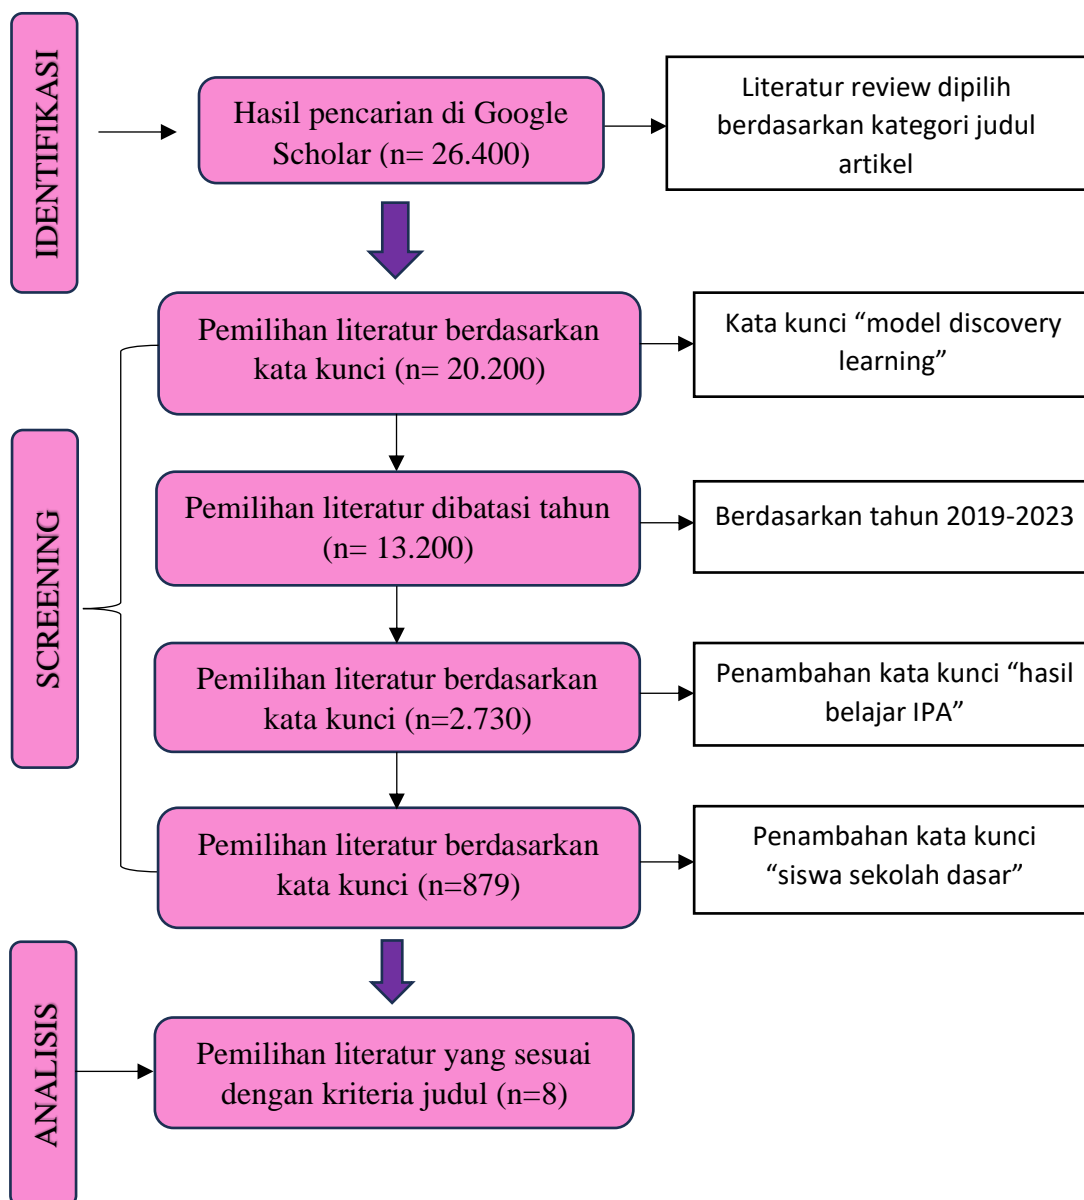 IDENTIFIKASI
Hasil pencarian di Google
Scholar (n= 26.400)
Literatur review dipilih
berdasarkan kategori judul
artikel
SCREENING
Pemilihan literatur berdasarkan
kata kunci (n= 20.200)
Kata kunci “model discovery
learning”
Pemilihan literatur dibatasi tahun
(n= 13.200)
Berdasarkan tahun 2019-2023
Pemilihan literatur berdasarkan
kata kunci (n=2.730)
Penambahan kata kunci “hasil
belajar IPA”
Pemilihan literatur berdasarkan
kata kunci (n=879)
Penambahan kata kunci
“siswa sekolah dasar”
ANALISIS
Pemilihan literatur yang sesuai
dengan kriteria judul (n=8)